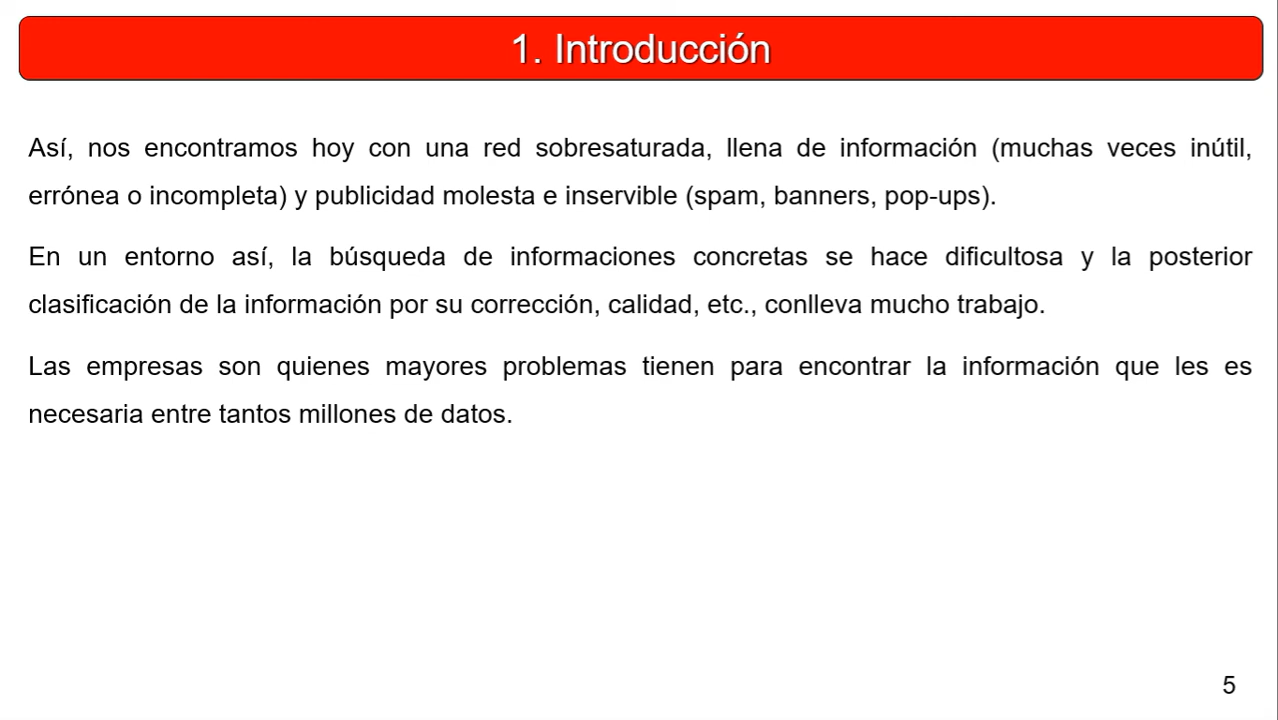 1. Introducción
Así, nos encontramos hoy con una red sobresaturada, llena de información (muchas veces inútil,
errónea o incompleta) y publicidad molesta e inservible (spam, banners, pop-ups).
En un entorno así, la búsqueda de informaciones concretas se hace dificultosa y la posterior
clasificación de la información por su corrección, calidad, etc., conlleva mucho trabajo.
Las empresas son quienes mayores problemas tienen para encontrar la información que les es
necesaria entre tantos millones de datos.
5